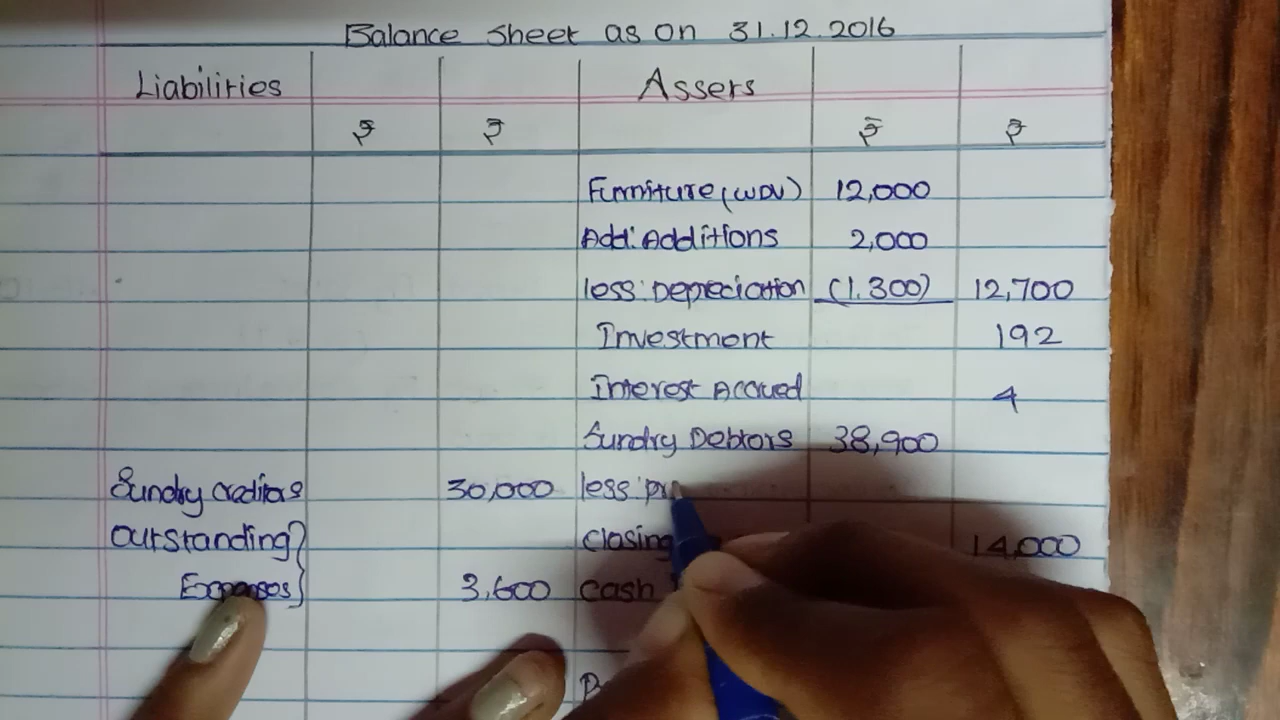 Balance Sheet as on 31.12.2016
Liabilities Assets
₹ ₹ ₹ ₹
Furniture (WDV) 12,000
Add: Additions 2,000
less: Depreciation (1,300) 12,700
Investment 192
Interest Accrued 4
Sundry Debtors 38,900
Sundry creditors 30,000 less: pr
Outstanding closing 14,000
Expenses 3,600 cash